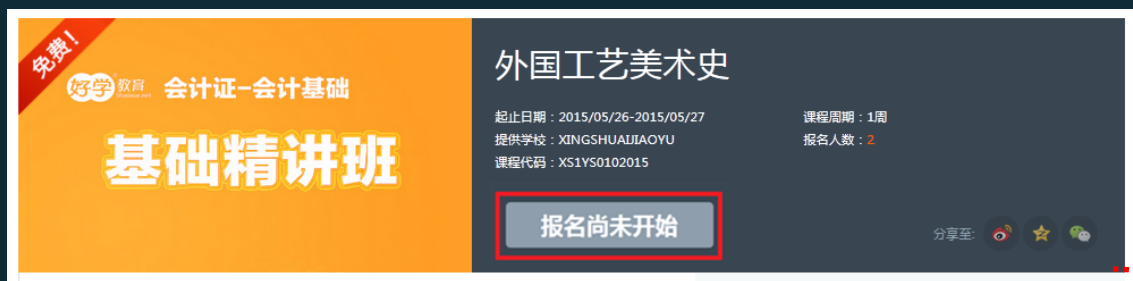 免费!
好学教育 会计证-会计基础
基础精讲班
外国工艺美术史
起止日期：2015/05/26-2015/05/27
课程周期：1周
提供学校：XINGSHUAIJIAOYU
报名人数：2
课程代码：XS1YS0102015
报名尚未开始
分享至: